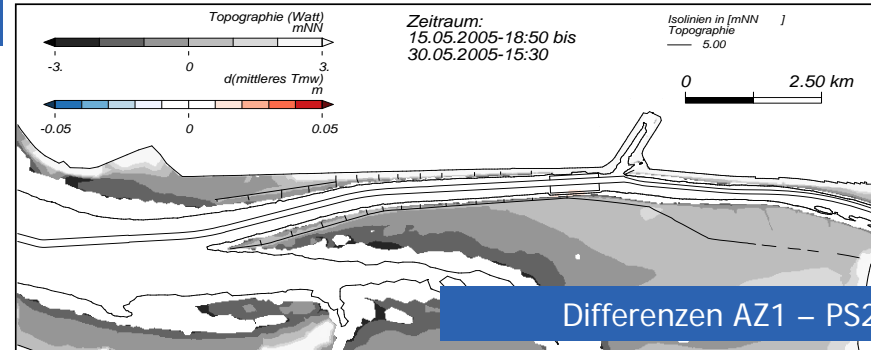 Topographie (Watt)
mNN
-3. 0 3.
d(mittleres Tmw)
m
-0.05 0 0.05
Zeitraum:
15.05.2005-18:50 bis
30.05.2005-15:30
Isolinien in [mNN ]
Topographie
5.00
0 2.50 km
Differenzen AZ1 – PS2